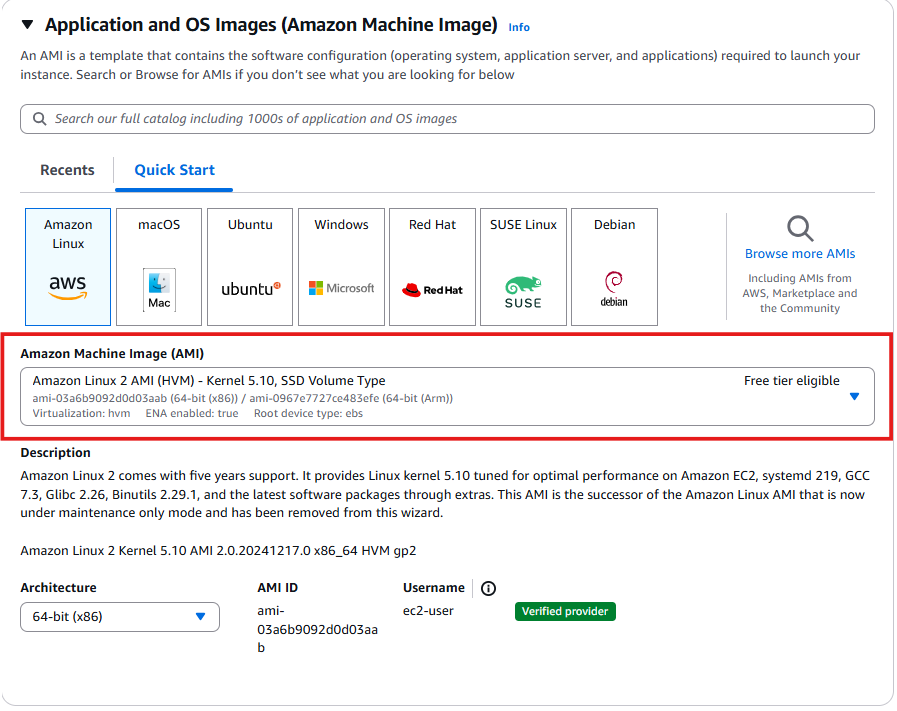 Application and OS Images (Amazon Machine Image) Info
An AMI is a template that contains the software configuration (operating system, application server, and applications) required to launch your
instance. Search or Browse for AMIs if you don't see what you are looking for below
Search our full catalog including 1000s of application and OS images
Recents
Quick Start
Amazon
Linux
aws
macOS
Mac
Ubuntu
ubuntu
Windows
Microsoft
Red Hat
Red Hat
SUSE Linux
SUSE
Debian
debian
Browse more AMIs
Including AMIs from
AWS, Marketplace and
the Community
Amazon Machine Image (AMI)
Amazon Linux 2 AMI (HVM) - Kernel 5.10, SSD Volume Type
Free tier eligible
ami-03a6b9092d0d03aab (64-bit (x86)) / ami-0967e7727ce483efe (64-bit (Arm))
Virtualization: hvm ENA enabled: true Root device type: ebs
Description
Amazon Linux 2 comes with five years support. It provides Linux kernel 5.10 tuned for optimal performance on Amazon EC2, systemd 219, GCC
7.3, Glibc 2.26, Binutils 2.29.1, and the latest software packages through extras. This AMI is the successor of the Amazon Linux AMI that is now
under maintenance only mode and has been removed from this wizard.
Amazon Linux 2 Kernel 5.10 AMI 2.0.20241217.0 x86_64 HVM gp2
Architecture
64-bit (x86)
AMI ID
ami-
03a6b9092d0d03aa
b
Username
ec2-user
Verified provider